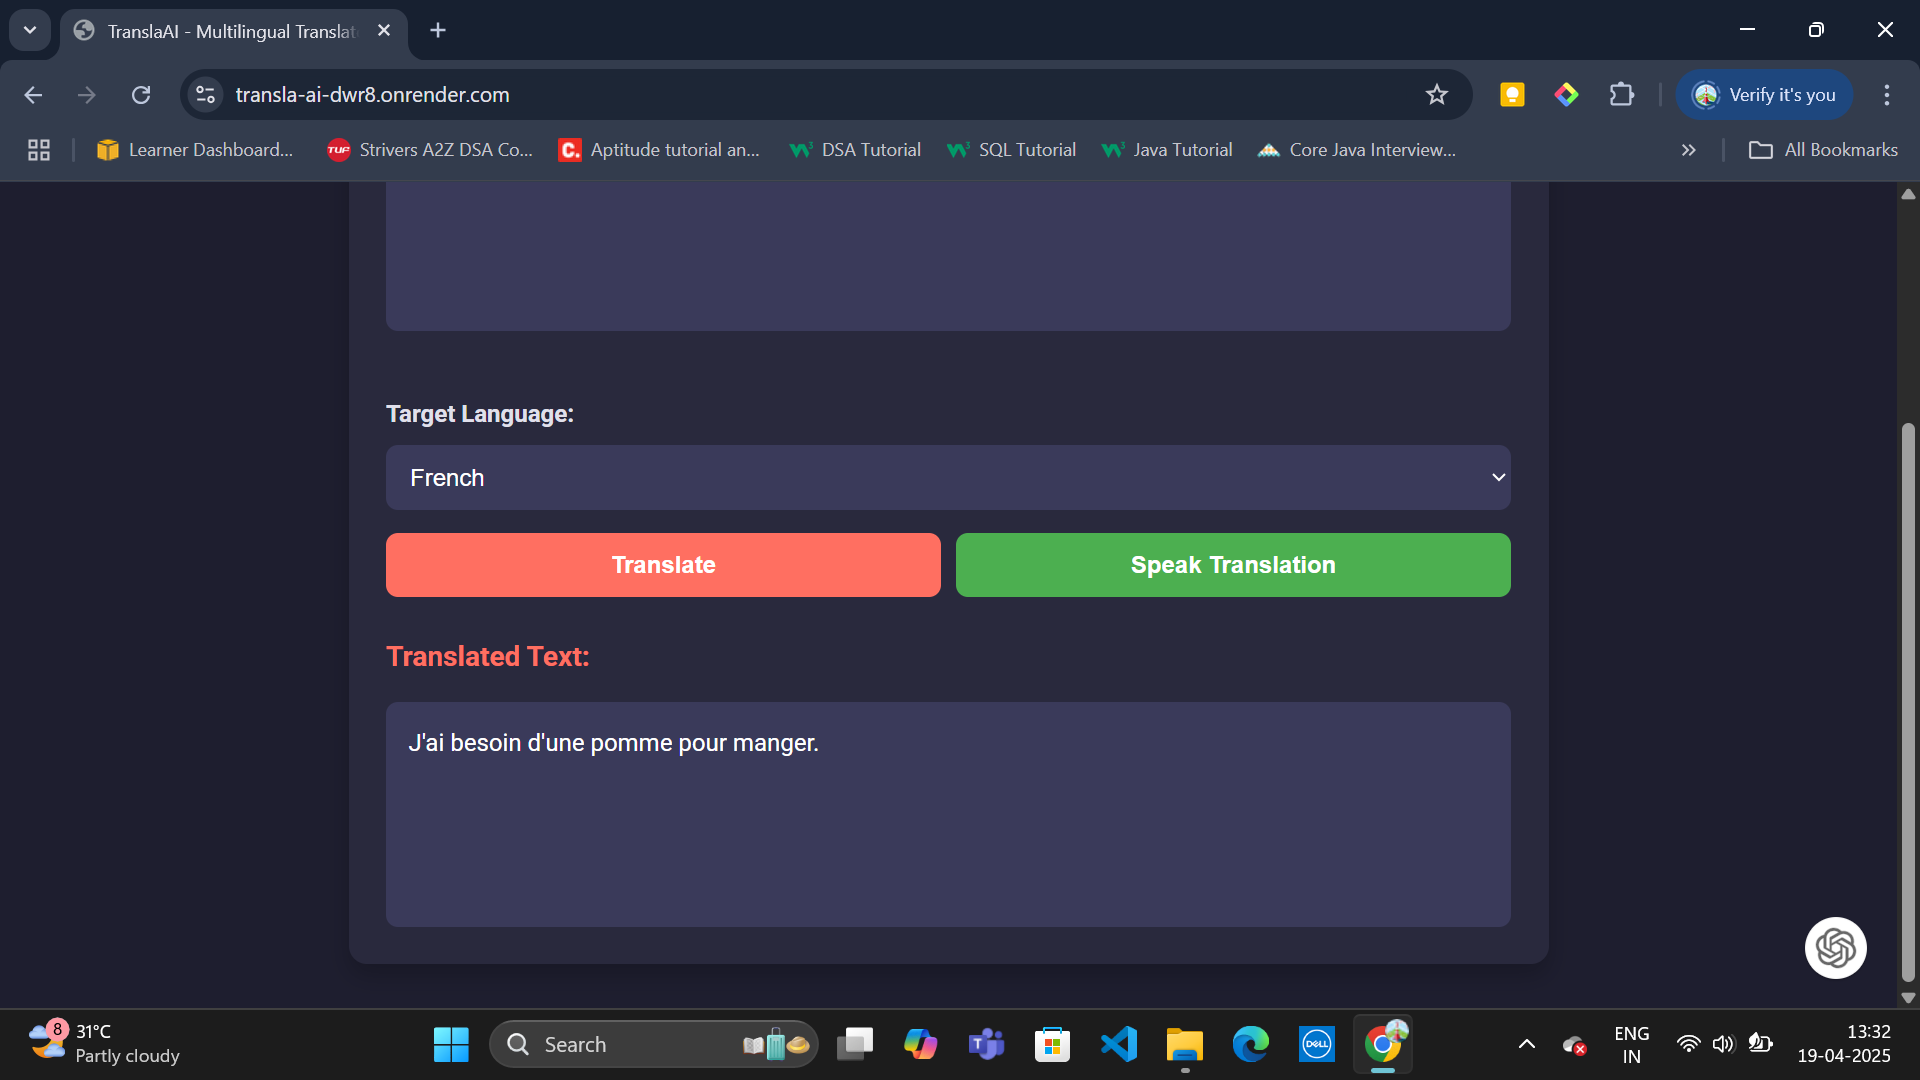 TranslaAI - Multilingual Translat
transla-ai-dwr8.onrender.com
Verify it's you
Learner Dashboard...
TUF
Strivers A2Z DSA Co...
C.
Aptitude tutorial an...
DSA Tutorial
SQL Tutorial
Java Tutorial
Core Java Interview...
All Bookmarks
Target Language:
French
Translate
Speak Translation
Translated Text:
J'ai besoin d'une pomme pour manger.
8
31°C
Partly cloudy
Search
DELL
ENG
IN
13:32
19-04-2025